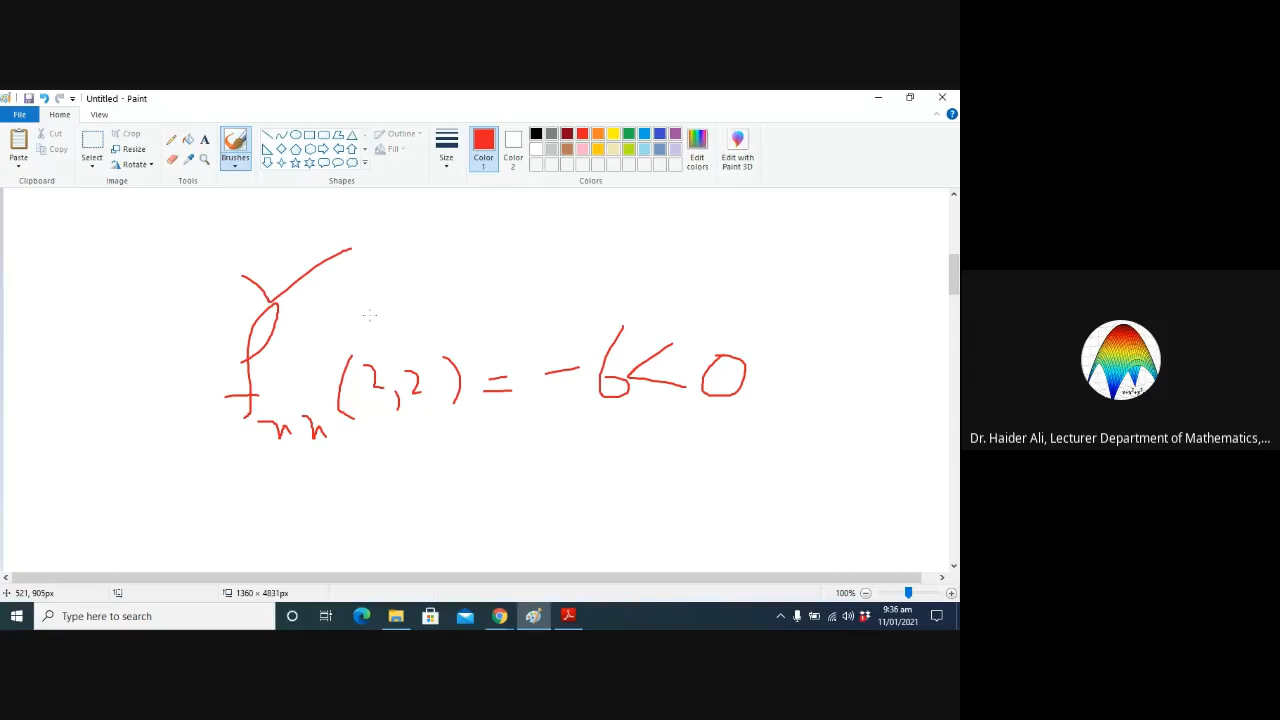 Untitled - Paint
File Home View
Paste
Cut
Copy
Clipboard
Select
Crop
Resize
Rotate
Image
Tools
Brushes
Shapes
Outline
Fill
Size
Color 1
Color 2
Colors
Edit colors
Edit with Paint 3D
f_{xx} (2,2) = -6 < 0
x+x²+y²
Dr. Haider Ali, Lecturer Department of Mathematics,...
521, 905px
1360 × 4831px
100%
Type here to search
9:36 am
11/01/2021